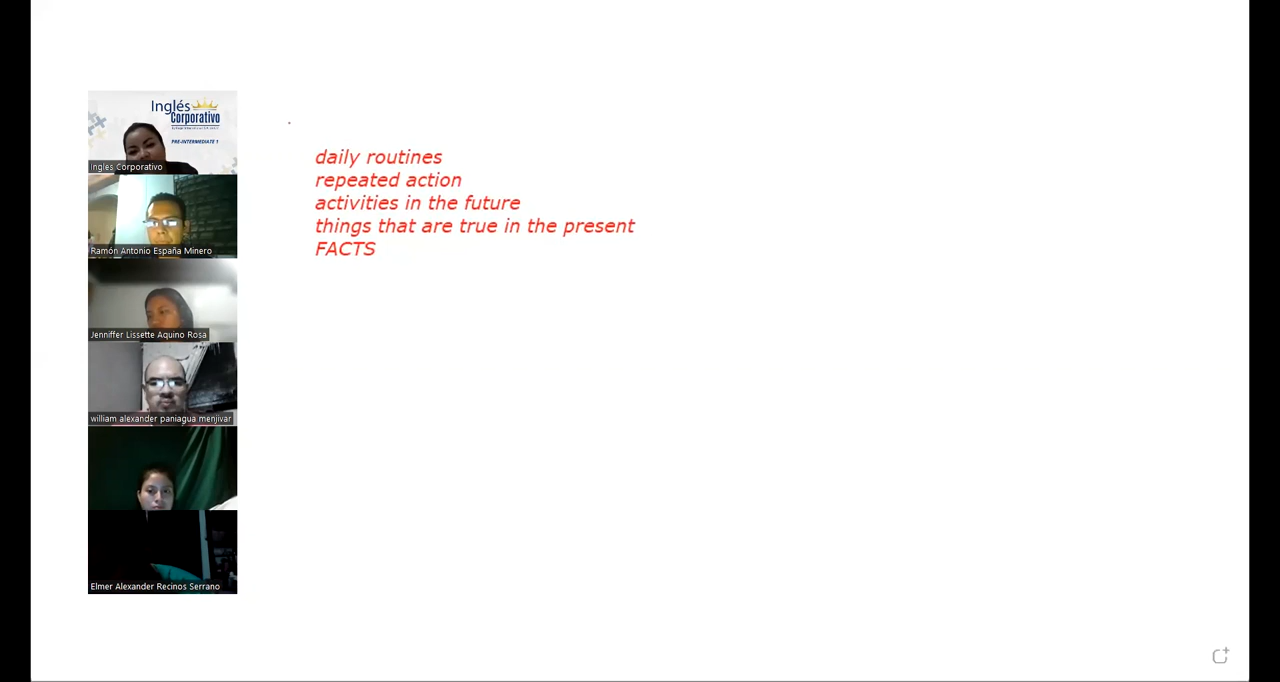 Inglés
Corporativo
PRE-INTERMEDIATE 1
Inglés Corporativo
Ramón Antonio España Minero
Jenniffer Lissette Aquino Rosa
william alexander paniagua menjivar
Elmer Alexander Recinos Serrano
daily routines
repeated action
activities in the future
things that are true in the present
FACTS